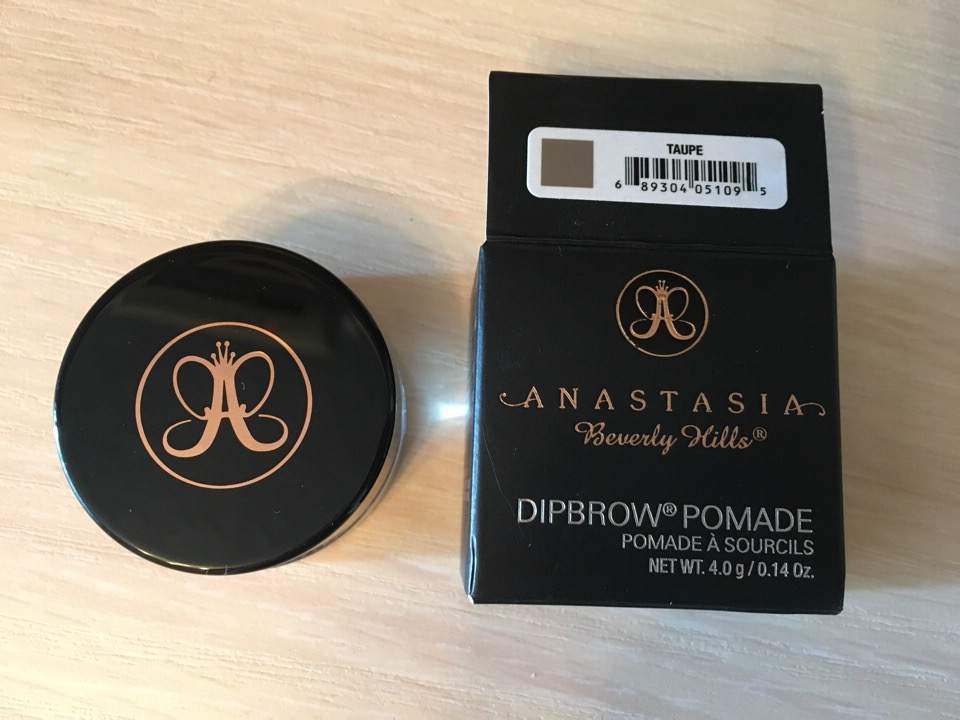 TAUPE
6 89304 05109 5
ANASTASIA
Beverly Hills®
DIPBROW® POMADE
POMADE À SOURCILS
NET WT. 4.0 g / 0.14 Oz.